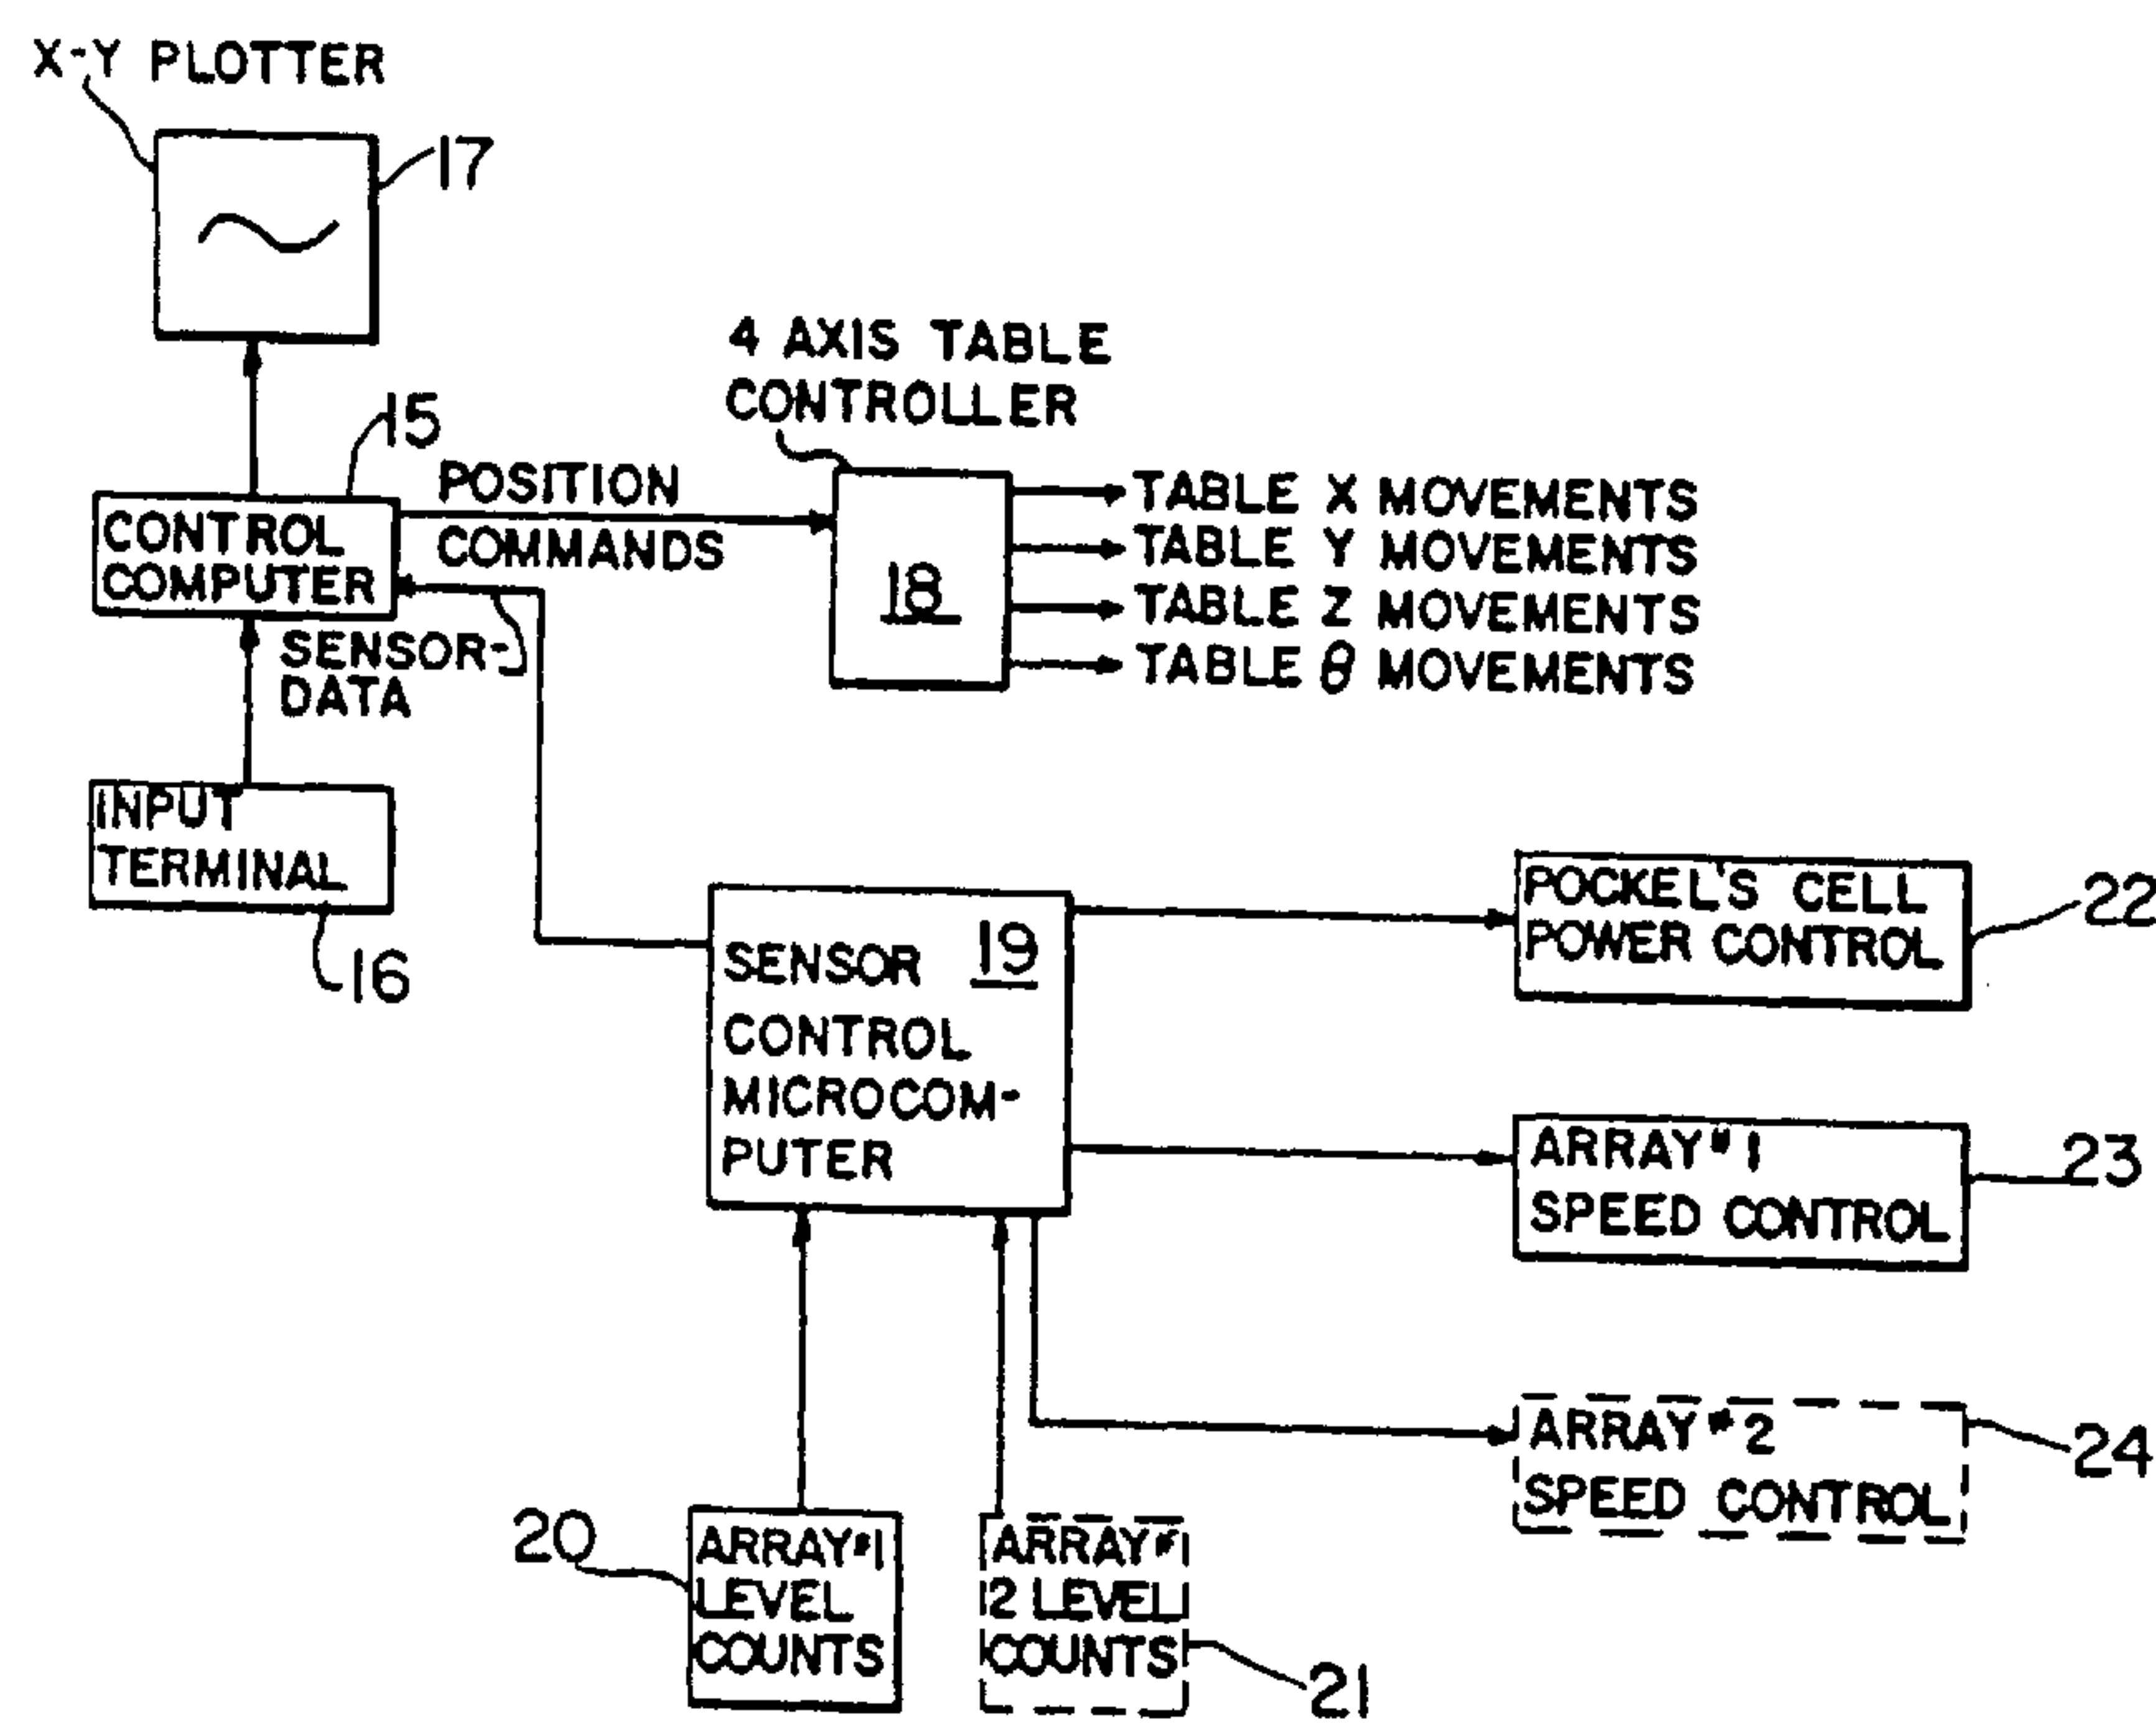 X-Y PLOTTER
17
15
CONTROL
COMPUTER
POSITION
COMMANDS
SENSOR-
DATA
INPUT
TERMINAL
16
4 AXIS TABLE
CONTROLLER
18
TABLE X MOVEMENTS
TABLE Y MOVEMENTS
TABLE Z MOVEMENTS
TABLE θ MOVEMENTS
SENSOR 19
CONTROL
MICROCOM-
PUTER
POCKEL'S CELL
POWER CONTROL
22
ARRAY #1
SPEED CONTROL
23
ARRAY #2
SPEED CONTROL
24
20
ARRAY #1
LEVEL
COUNTS
ARRAY #
2 LEVEL
COUNTS
21